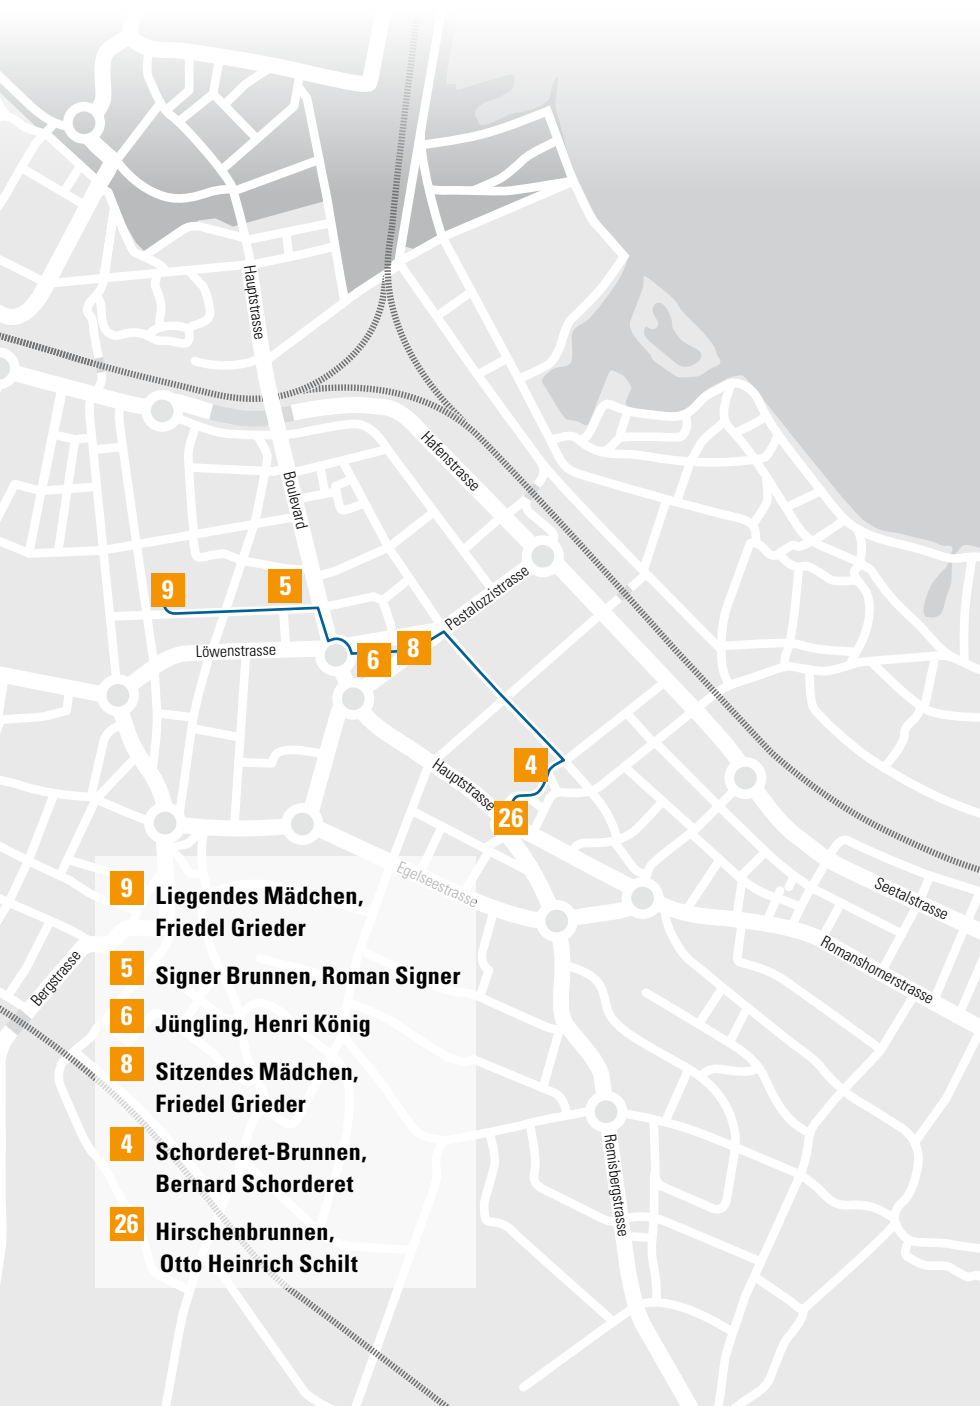 Hauptstrasse
Hafenstrasse
Boulevard
9
5
Pestalozzistrasse
Löwenstrasse
6
8
Hauptstrasse
4
26
Egelseestrasse
Seetalstrasse
Romanshornerstrasse
Bergstrasse
Remisbergstrasse
9 Liegendes Mädchen,
Friedel Grieder
5 Signer Brunnen, Roman Signer
6 Jüngling, Henri König
8 Sitzendes Mädchen,
Friedel Grieder
4 Schorderet-Brunnen,
Bernard Schorderet
26 Hirschenbrunnen,
Otto Heinrich Schilt